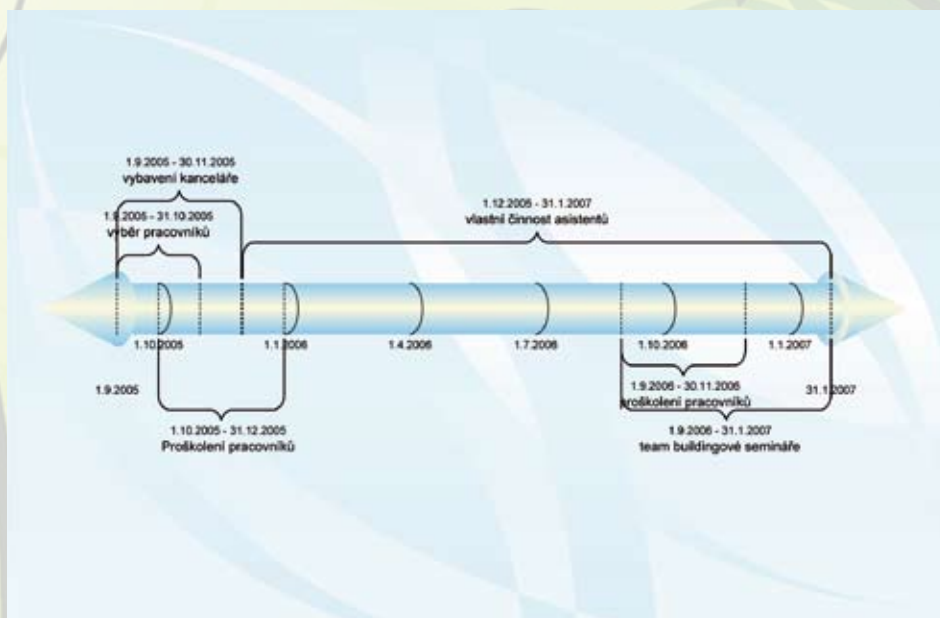 1.9.2005 - 30.11.2005
vybavení kanceláře
1.9.2005 - 31.10.2005
výběr pracovníků
1.12.2005 - 31.1.2007
vlastní činnost asistentů
1.10.2005
1.1.2006
1.4.2006
1.7.2006
1.10.2006
1.1.2007
1.9.2005
31.1.2007
1.9.2006 - 30.11.2006
proškolení pracovníků
1.10.2005 - 31.12.2005
Proškolení pracovníků
1.9.2006 - 31.1.2007
team buildingové semináře